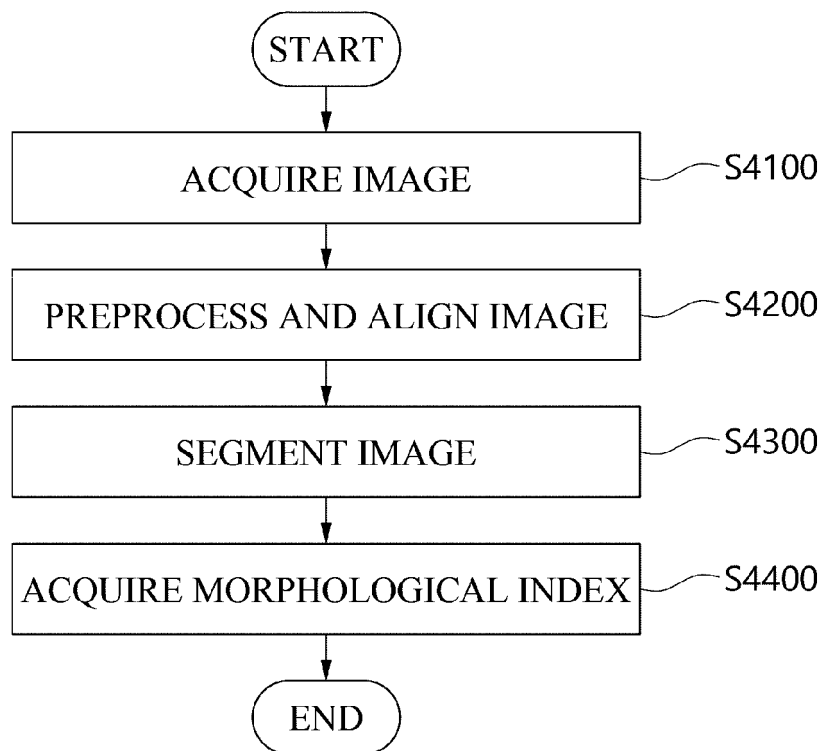 START
ACQUIRE IMAGE
S4100
PREPROCESS AND ALIGN IMAGE
S4200
SEGMENT IMAGE
S4300
ACQUIRE MORPHOLOGICAL INDEX
S4400
END